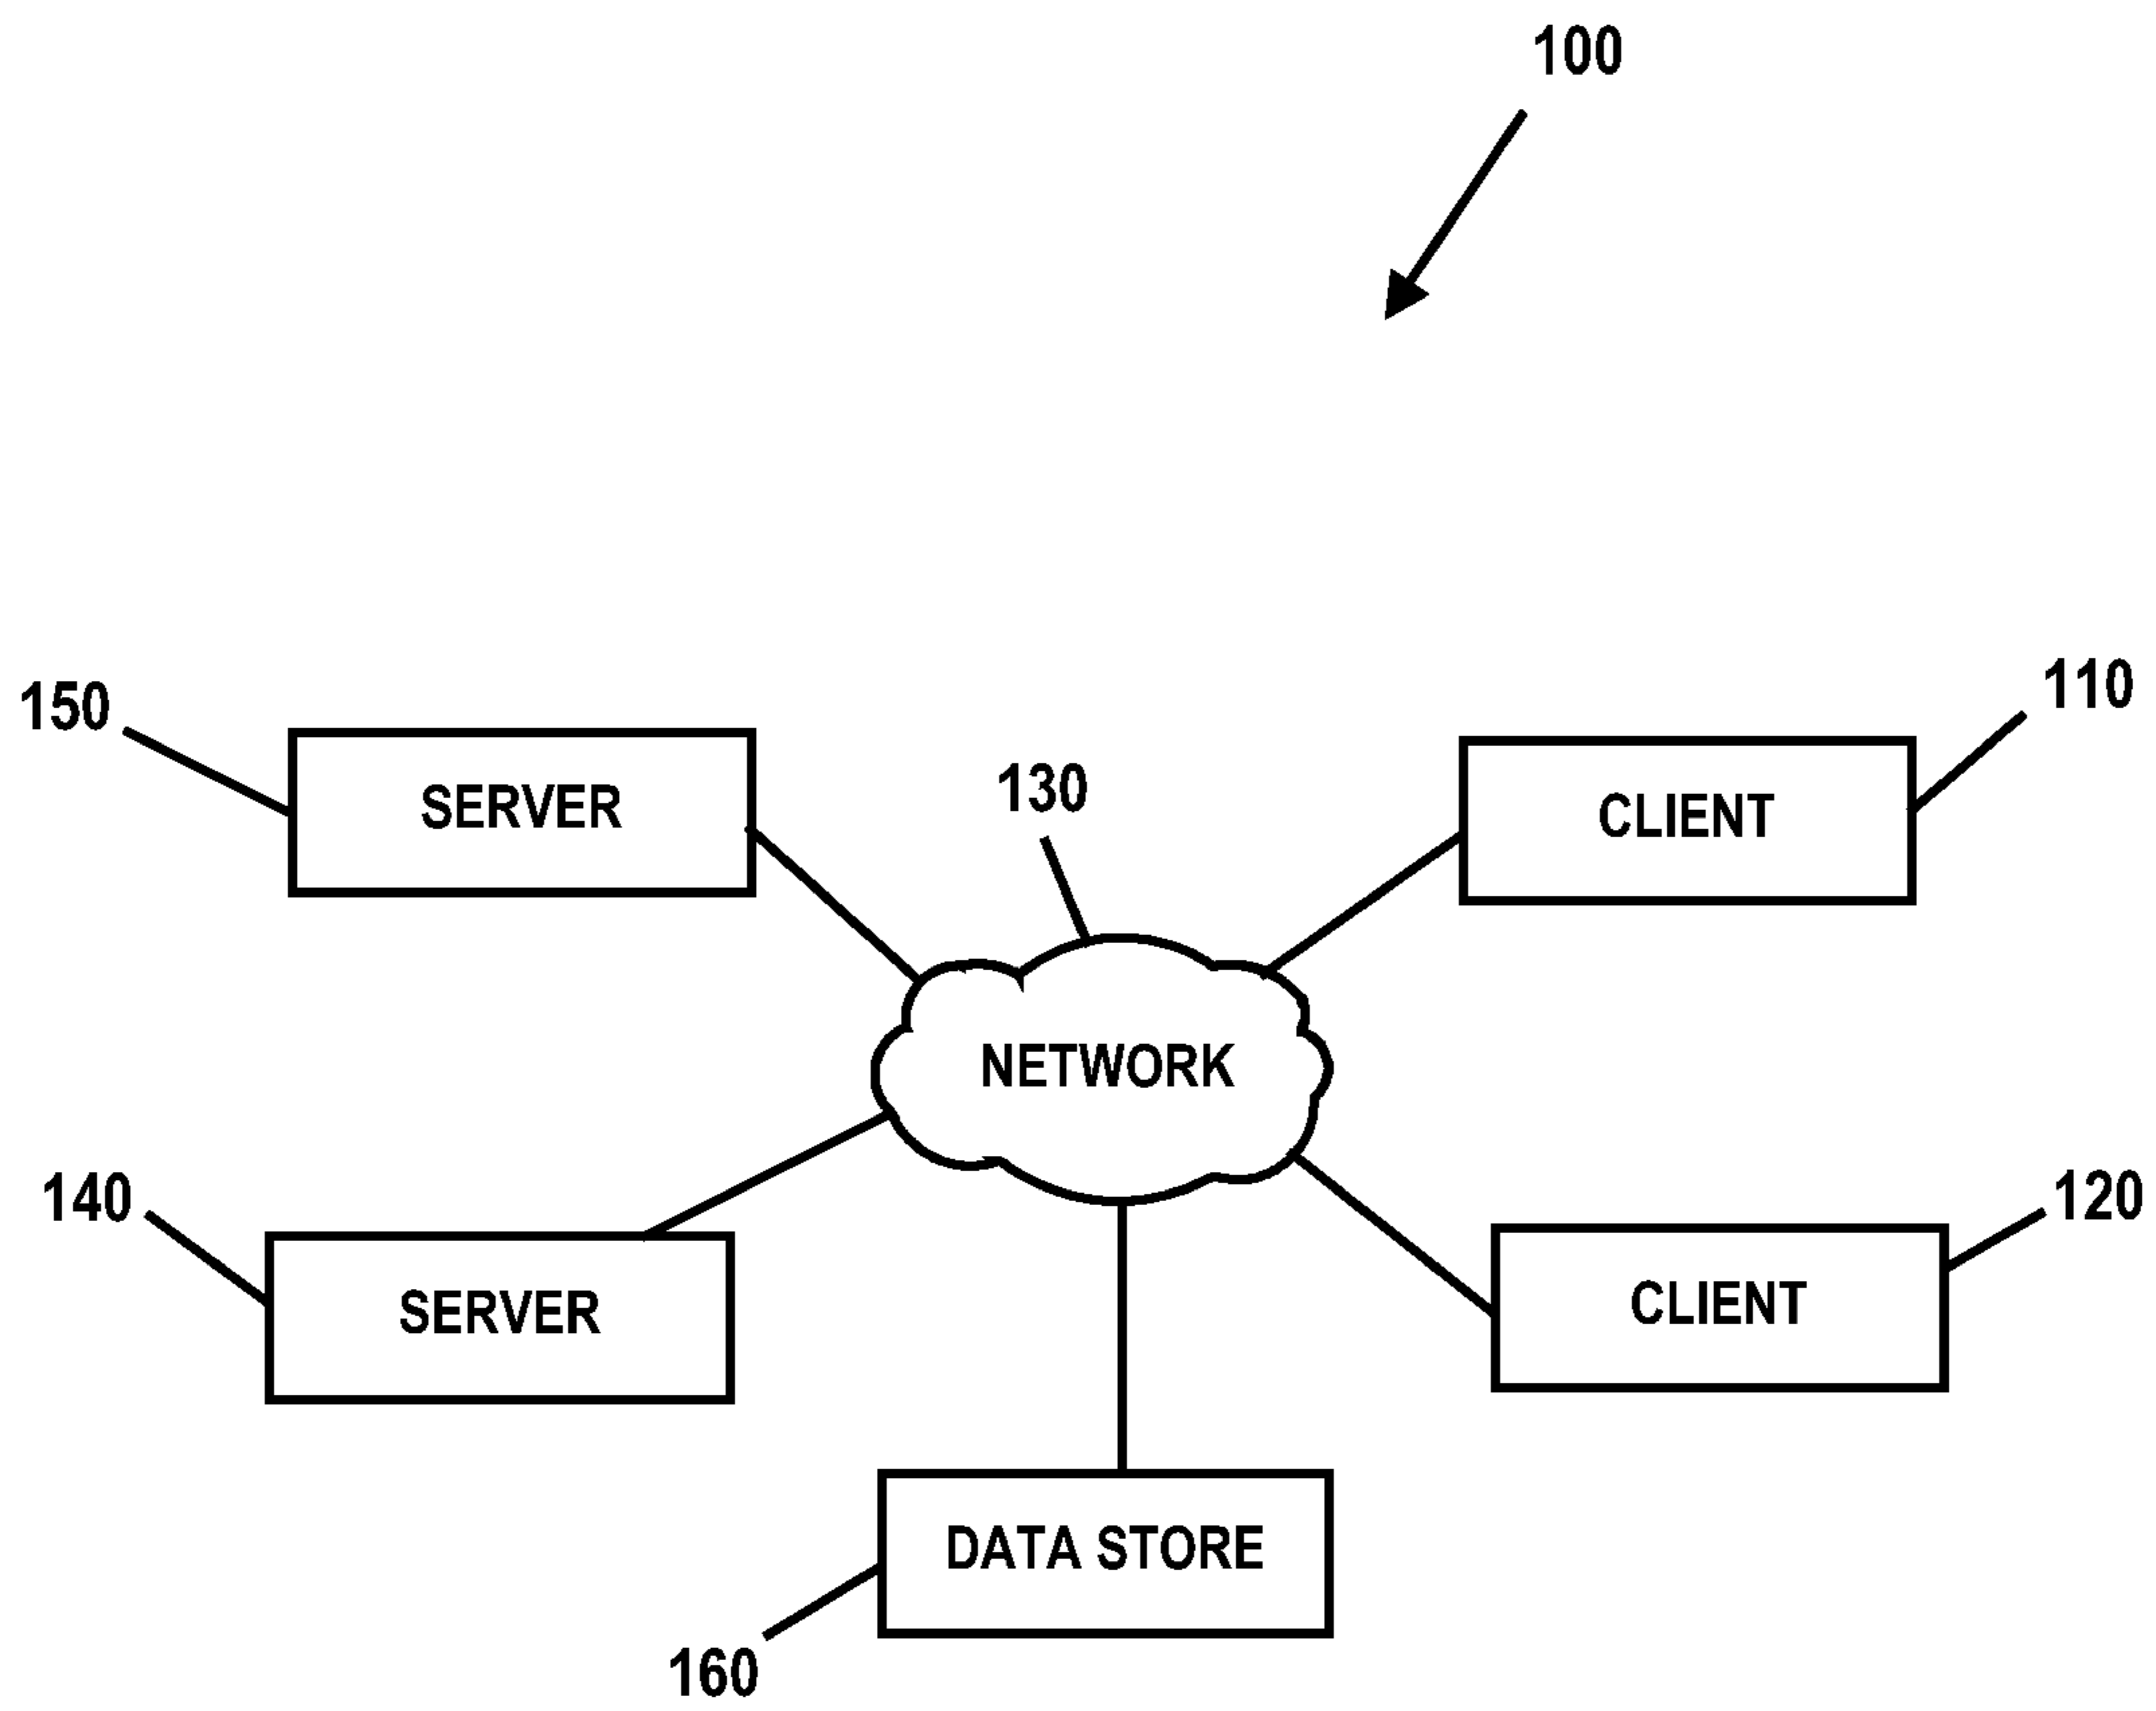 100
110
150
130
SERVER
CLIENT
NETWORK
140
120
SERVER
CLIENT
DATA STORE
160